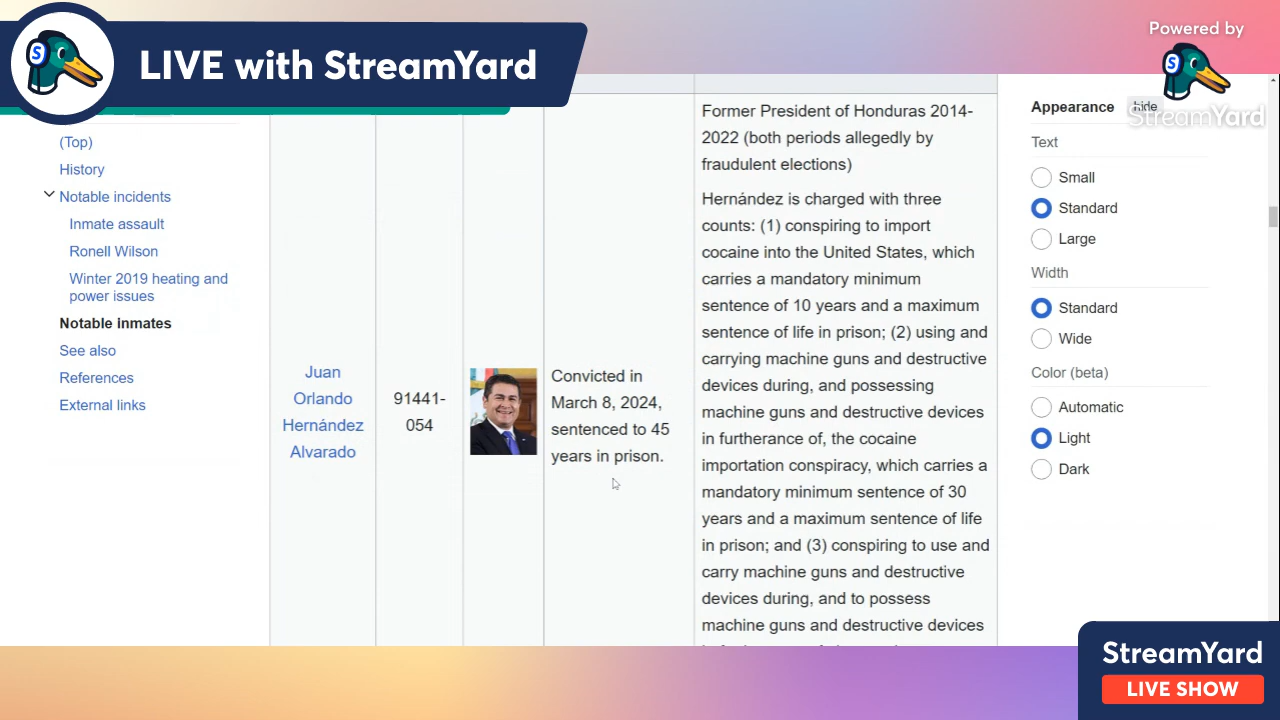 LIVE with StreamYard
Powered by
StreamYard
(Top)
History
Notable incidents
Inmate assault
Ronell Wilson
Winter 2019 heating and
power issues
Notable inmates
See also
References
External links
Juan
Orlando
Hernández
Alvarado
91441-
054
Convicted in
March 8, 2024,
sentenced to 45
years in prison.
Former President of Honduras 2014-
2022 (both periods allegedly by
fraudulent elections)
Hernández is charged with three
counts: (1) conspiring to import
cocaine into the United States, which
carries a mandatory minimum
sentence of 10 years and a maximum
sentence of life in prison; (2) using and
carrying machine guns and destructive
devices during, and possessing
machine guns and destructive devices
in furtherance of, the cocaine
importation conspiracy, which carries a
mandatory minimum sentence of 30
years and a maximum sentence of life
in prison; and (3) conspiring to use and
carry machine guns and destructive
devices during, and to possess
machine guns and destructive devices
Appearance hide
Text
Small
Standard
Large
Width
Standard
Wide
Color (beta)
Automatic
Light
Dark
StreamYard
LIVE SHOW